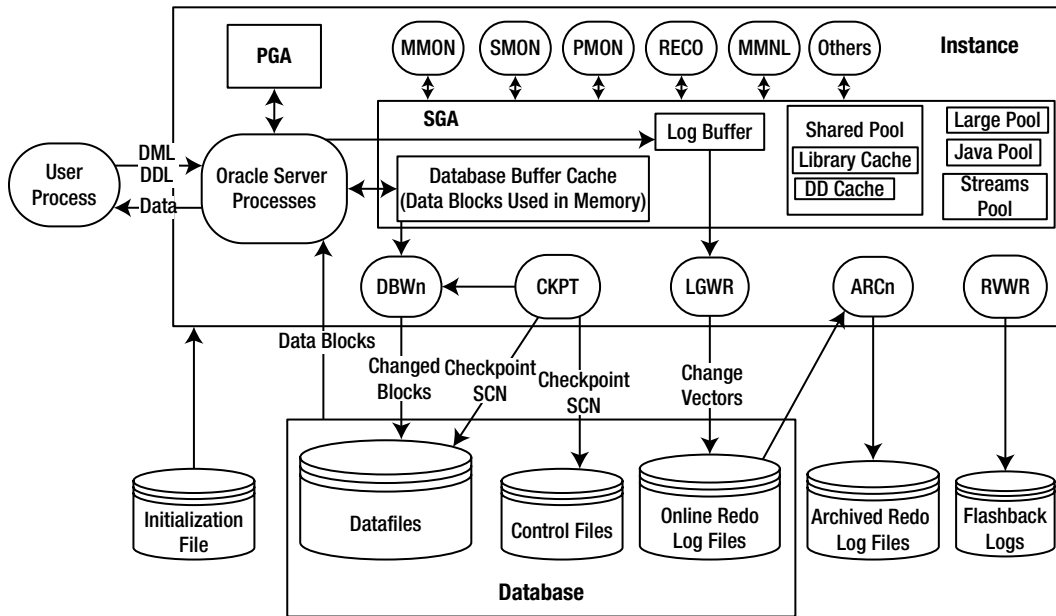 MMON
SMON
PMON
RECO
MMNL
Others
Instance
PGA
SGA
Log Buffer
Shared Pool
Library Cache
DD Cache
Large Pool
Java Pool
Streams
Pool
User
Process
DML
DDL
Data
Oracle Server
Processes
Database Buffer Cache
(Data Blocks Used in Memory)
DBWn
CKPT
LGWR
ARCn
RVWR
Data Blocks
Changed
Blocks
Checkpoint
SCN
Checkpoint
SCN
Change
Vectors
Initialization
File
Datafiles
Control Files
Online Redo
Log Files
Archived Redo
Log Files
Flashback
Logs
Database